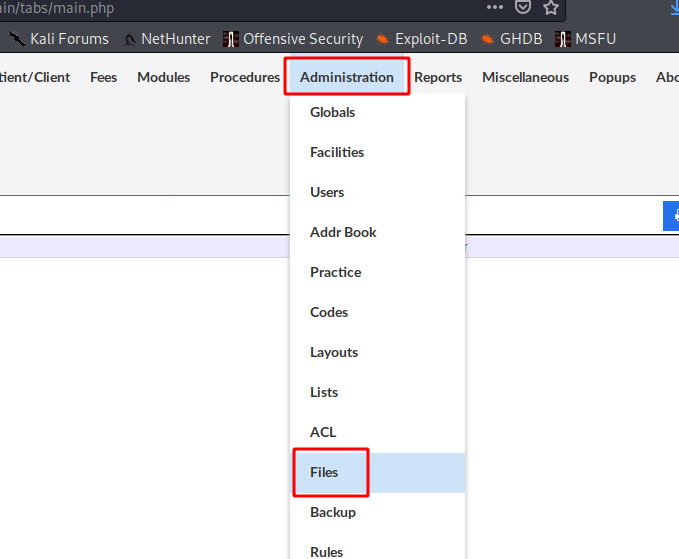 ain/tabs/main.php
Kali Forums NetHunter Offensive Security Exploit-DB GHDB MSFU
tient/Client Fees Modules Procedures Administration Reports Miscellaneous Popups Abo
Globals
Facilities
Users
Addr Book
Practice
Codes
Layouts
Lists
ACL
Files
Backup
Rules